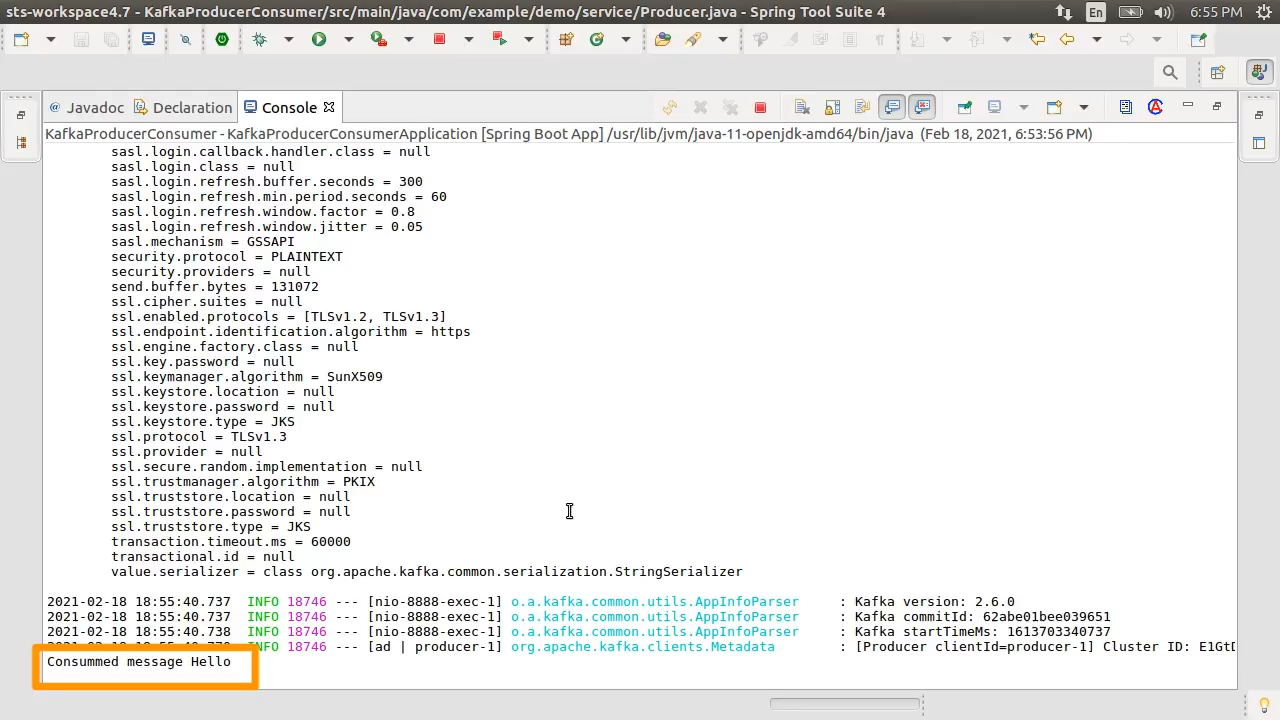 sts-workspace4.7 - KafkaProducerConsumer/src/main/java/com/example/demo/service/Producer.java - Spring Tool Suite 4
En
6:55 PM
@ Javadoc
Declaration
Console
KafkaProducerConsumer - KafkaProducerConsumerApplication [Spring Boot App] /usr/lib/jvm/java-11-openjdk-amd64/bin/java (Feb 18, 2021, 6:53:56 PM)
sasl.login.callback.handler.class = null
sasl.login.class = null
sasl.login.refresh.buffer.seconds = 300
sasl.login.refresh.min.period.seconds = 60
sasl.login.refresh.window.factor = 0.8
sasl.login.refresh.window.jitter = 0.05
sasl.mechanism = GSSAPI
security.protocol = PLAINTEXT
security.providers = null
send.buffer.bytes = 131072
ssl.cipher.suites = null
ssl.enabled.protocols = [TLSv1.2, TLSv1.3]
ssl.endpoint.identification.algorithm = https
ssl.engine.factory.class = null
ssl.key.password = null
ssl.keymanager.algorithm = SunX509
ssl.keystore.location = null
ssl.keystore.password = null
ssl.keystore.type = JKS
ssl.protocol = TLSv1.3
ssl.provider = null
ssl.secure.random.implementation = null
ssl.trustmanager.algorithm = PKIX
ssl.truststore.location = null
ssl.truststore.password = null
ssl.truststore.type = JKS
transaction.timeout.ms = 60000
transactional.id = null
value.serializer = class org.apache.kafka.common.serialization.StringSerializer
2021-02-18 18:55:40.737 INFO 18746 --- [nio-8888-exec-1] o.a.kafka.common.utils.AppInfoParser : Kafka version: 2.6.0
2021-02-18 18:55:40.737 INFO 18746 --- [nio-8888-exec-1] o.a.kafka.common.utils.AppInfoParser : Kafka commitId: 62abe01bee039651
2021-02-18 18:55:40.738 INFO 18746 --- [nio-8888-exec-1] o.a.kafka.common.utils.AppInfoParser : Kafka startTimeMs: 1613703340737
INFO 18746 --- [ad | producer-1] org.apache.kafka.clients.Metadata : [Producer clientId=producer-1] Cluster ID:
Consummed message Hello